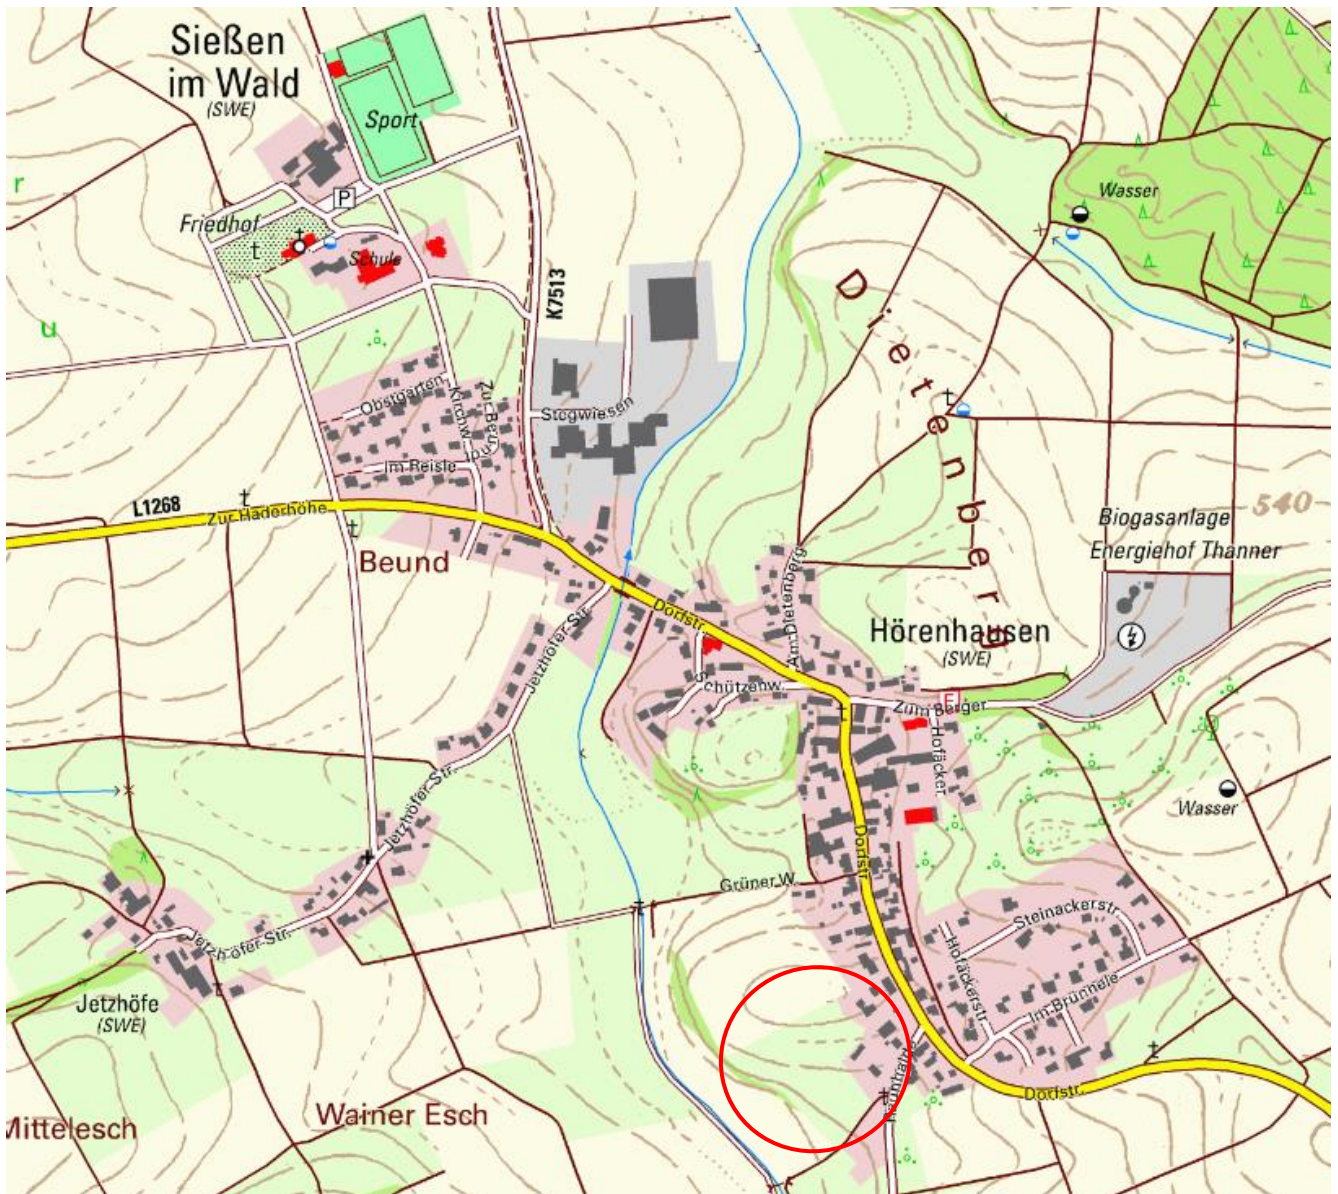 Sießen
im Wald
(SWE)
Sport
r
P
Friedhof
Schule
Wasser
u
K7513
Dietenberg
Obstgarten
Kirchw.
Zur Beund
Stegwiesen
Im Reisle
L1268
Zur Haderhöhe
540
Biogasanlage
Energiehof Thanner
Beund
Am Dietenberg
Dorfstr.
Hörenhausen
(SWE)
Jetzhöfer Str.
Schützenw.
F
Zum Berger
Hofäcker
Jetzhöfer Str.
Wasser
Dorfstr.
Grüner W.
Steinackerstr.
Hofäckerstr.
Im Brünnele
Jetzhöfer Str.
Jetzhöfe
(SWE)
Dorfstr.
Wainer Esch
Mittelesch